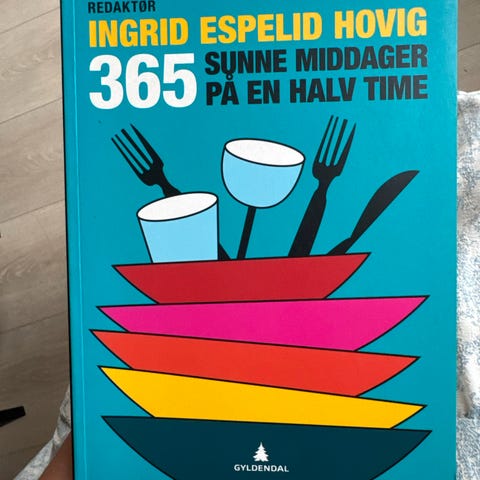 REDAKTØR
INGRID ESPELID HOVIG
365 SUNNE MIDDAGER
PÅ EN HALV TIME
GYLDENDAL